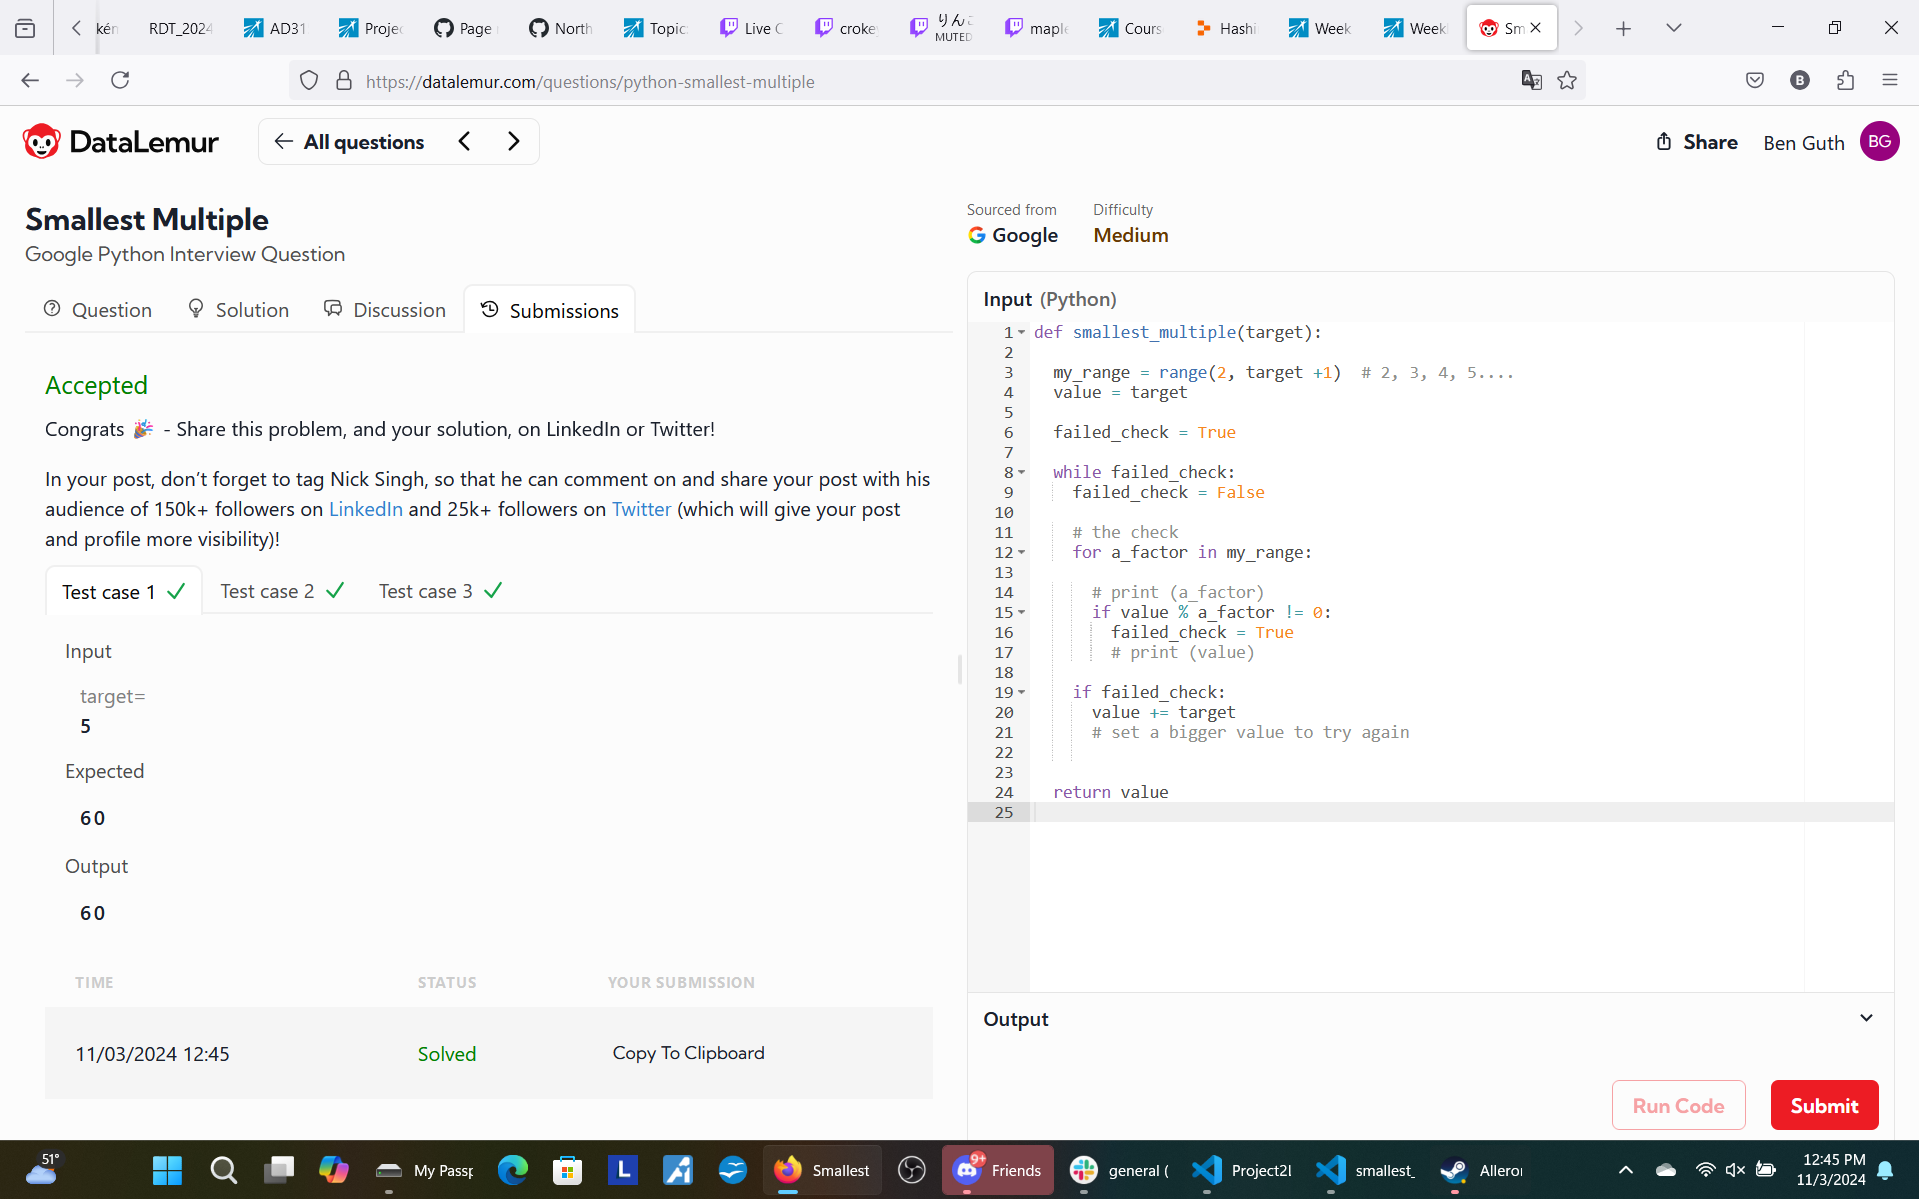 kén
RDT_2024
AD31
Projec
Page
North
Topic:
Live C
croke
りんこ
MUTED
maple
Cours
Hashi
Week
Week
Sm
https://datalemur.com/questions/python-smallest-multiple
B
DataLemur
All questions
Share
Ben Guth
BG
Smallest Multiple
Google Python Interview Question
Sourced from
Google
Difficulty
Medium
Question
Solution
Discussion
Submissions
Accepted
Congrats 🎉 - Share this problem, and your solution, on LinkedIn or Twitter!
In your post, don’t forget to tag Nick Singh, so that he can comment on and share your post with his
audience of 150k+ followers on LinkedIn and 25k+ followers on Twitter (which will give your post
and profile more visibility)!
Test case 1
Test case 2
Test case 3
Input
target=
5
Expected
60
Output
60
TIME STATUS YOUR SUBMISSION
11/03/2024 12:45 Solved Copy To Clipboard
Input (Python)
1 def smallest_multiple(target):
2
3 my_range = range(2, target +1) # 2, 3, 4, 5....
4 value = target
5
6 failed_check = True
7
8 while failed_check:
9 failed_check = False
10
11 # the check
12 for a_factor in my_range:
13
14 # print (a_factor)
15 if value % a_factor != 0:
16 failed_check = True
17 # print (value)
18
19 if failed_check:
20 value += target
21 # set a bigger value to try again
22
23
24 return value
25
Output
Run Code
Submit
51°
My Passp
L
Smallest
9+
Friends
general (
Project2l
smallest_
Alleror
12:45 PM
11/3/2024